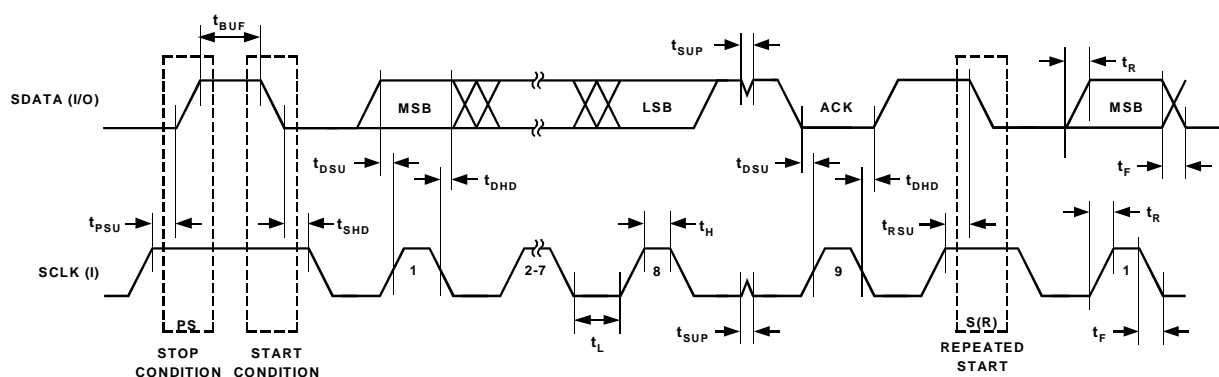 tBUF
tSUP
tR
SDATA (I/O)
MSB
LSB
ACK
MSB
tDSU
tDHD
tDSU
tDHD
tF
tPSU
tSHD
tH
tRSU
tR
SCLK (I)
1
2-7
8
9
1
PS
S(R)
tL
tSUP
tF
STOP
CONDITION
START
CONDITION
REPEATED
START